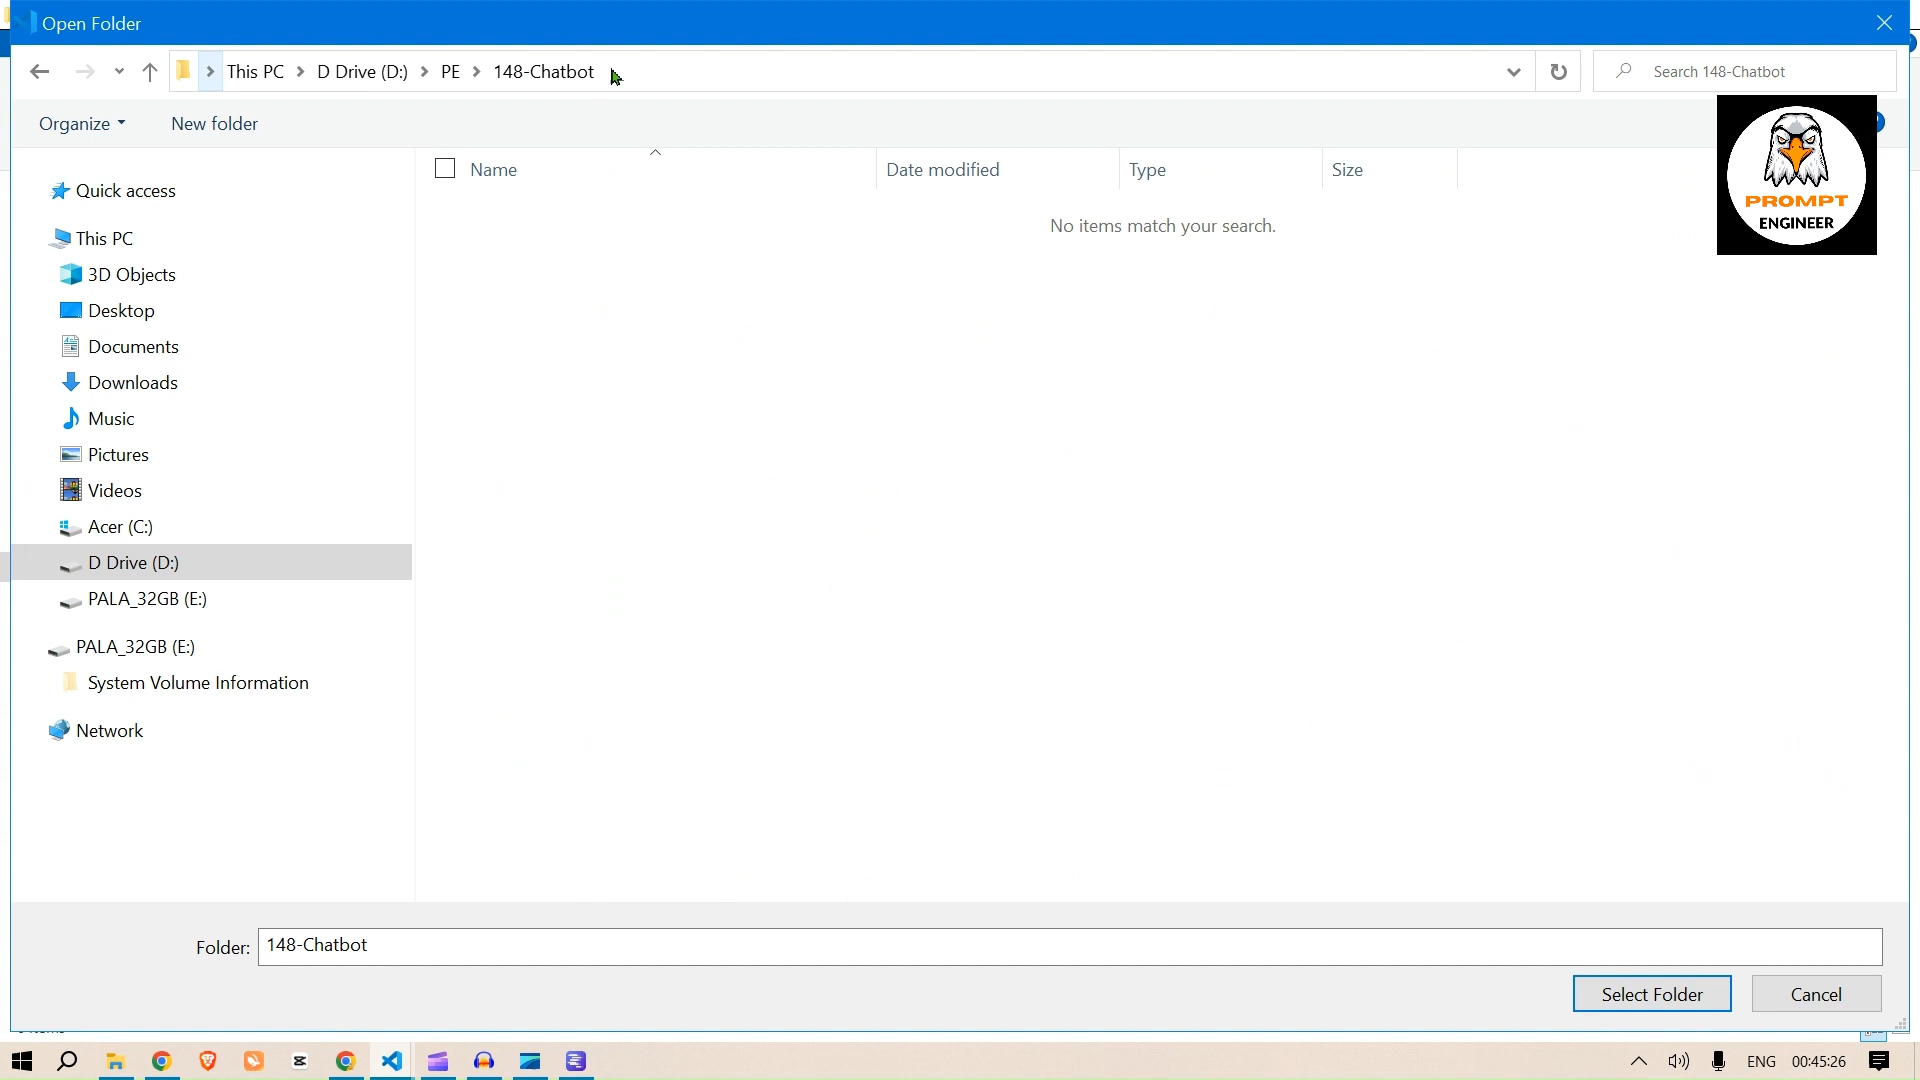 Open Folder
This PC D Drive (D:) PE 148-Chatbot
Search 148-Chatbot
Organize New folder
PROMPT
ENGINEER
Name Date modified Type Size
No items match your search.
Quick access
This PC
3D Objects
Desktop
Documents
Downloads
Music
Pictures
Videos
Acer (C:)
D Drive (D:)
PALA_32GB (E:)
PALA_32GB (E:)
System Volume Information
Network
Folder: 148-Chatbot
Select Folder Cancel
ENG 00:45:26